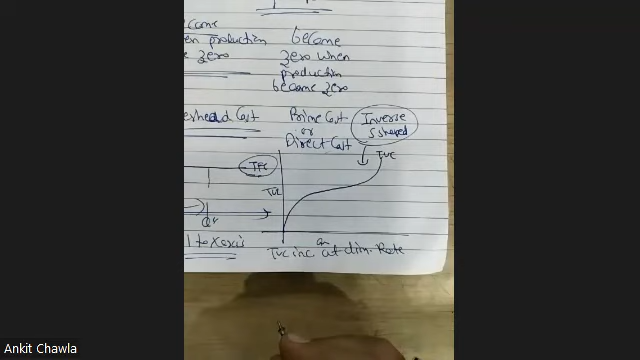 become
en production
zero
become
zero when
production
became zero
erhead Cost
Prime Cost
or
Direct Cost
Inverse
S shaped
TFC
TVC
TVC
l to X axis
TVC inc at dim. Rate
Ankit Chawla